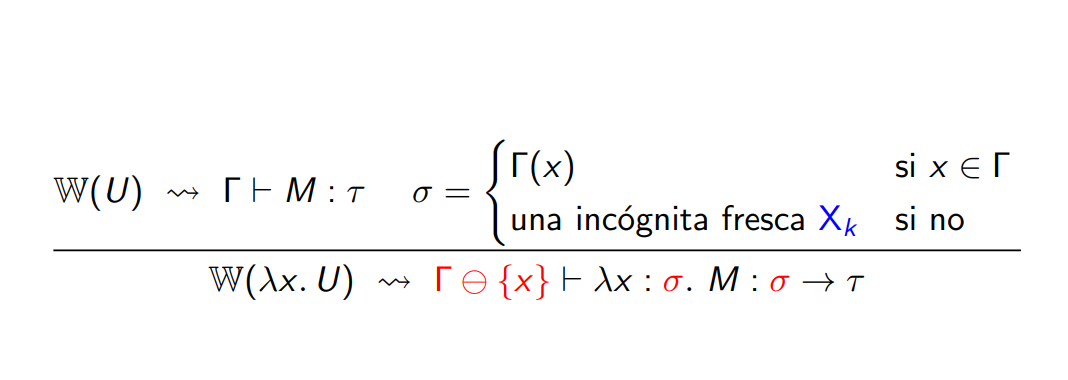 𝕎(U) ⇝ Γ ⊢ M : τ σ = { Γ(x) si x ∈ Γ
una incógnita fresca X_k si no
𝕎(λx. U) ⇝ Γ ⊖ {x} ⊢ λx : σ. M : σ → τ